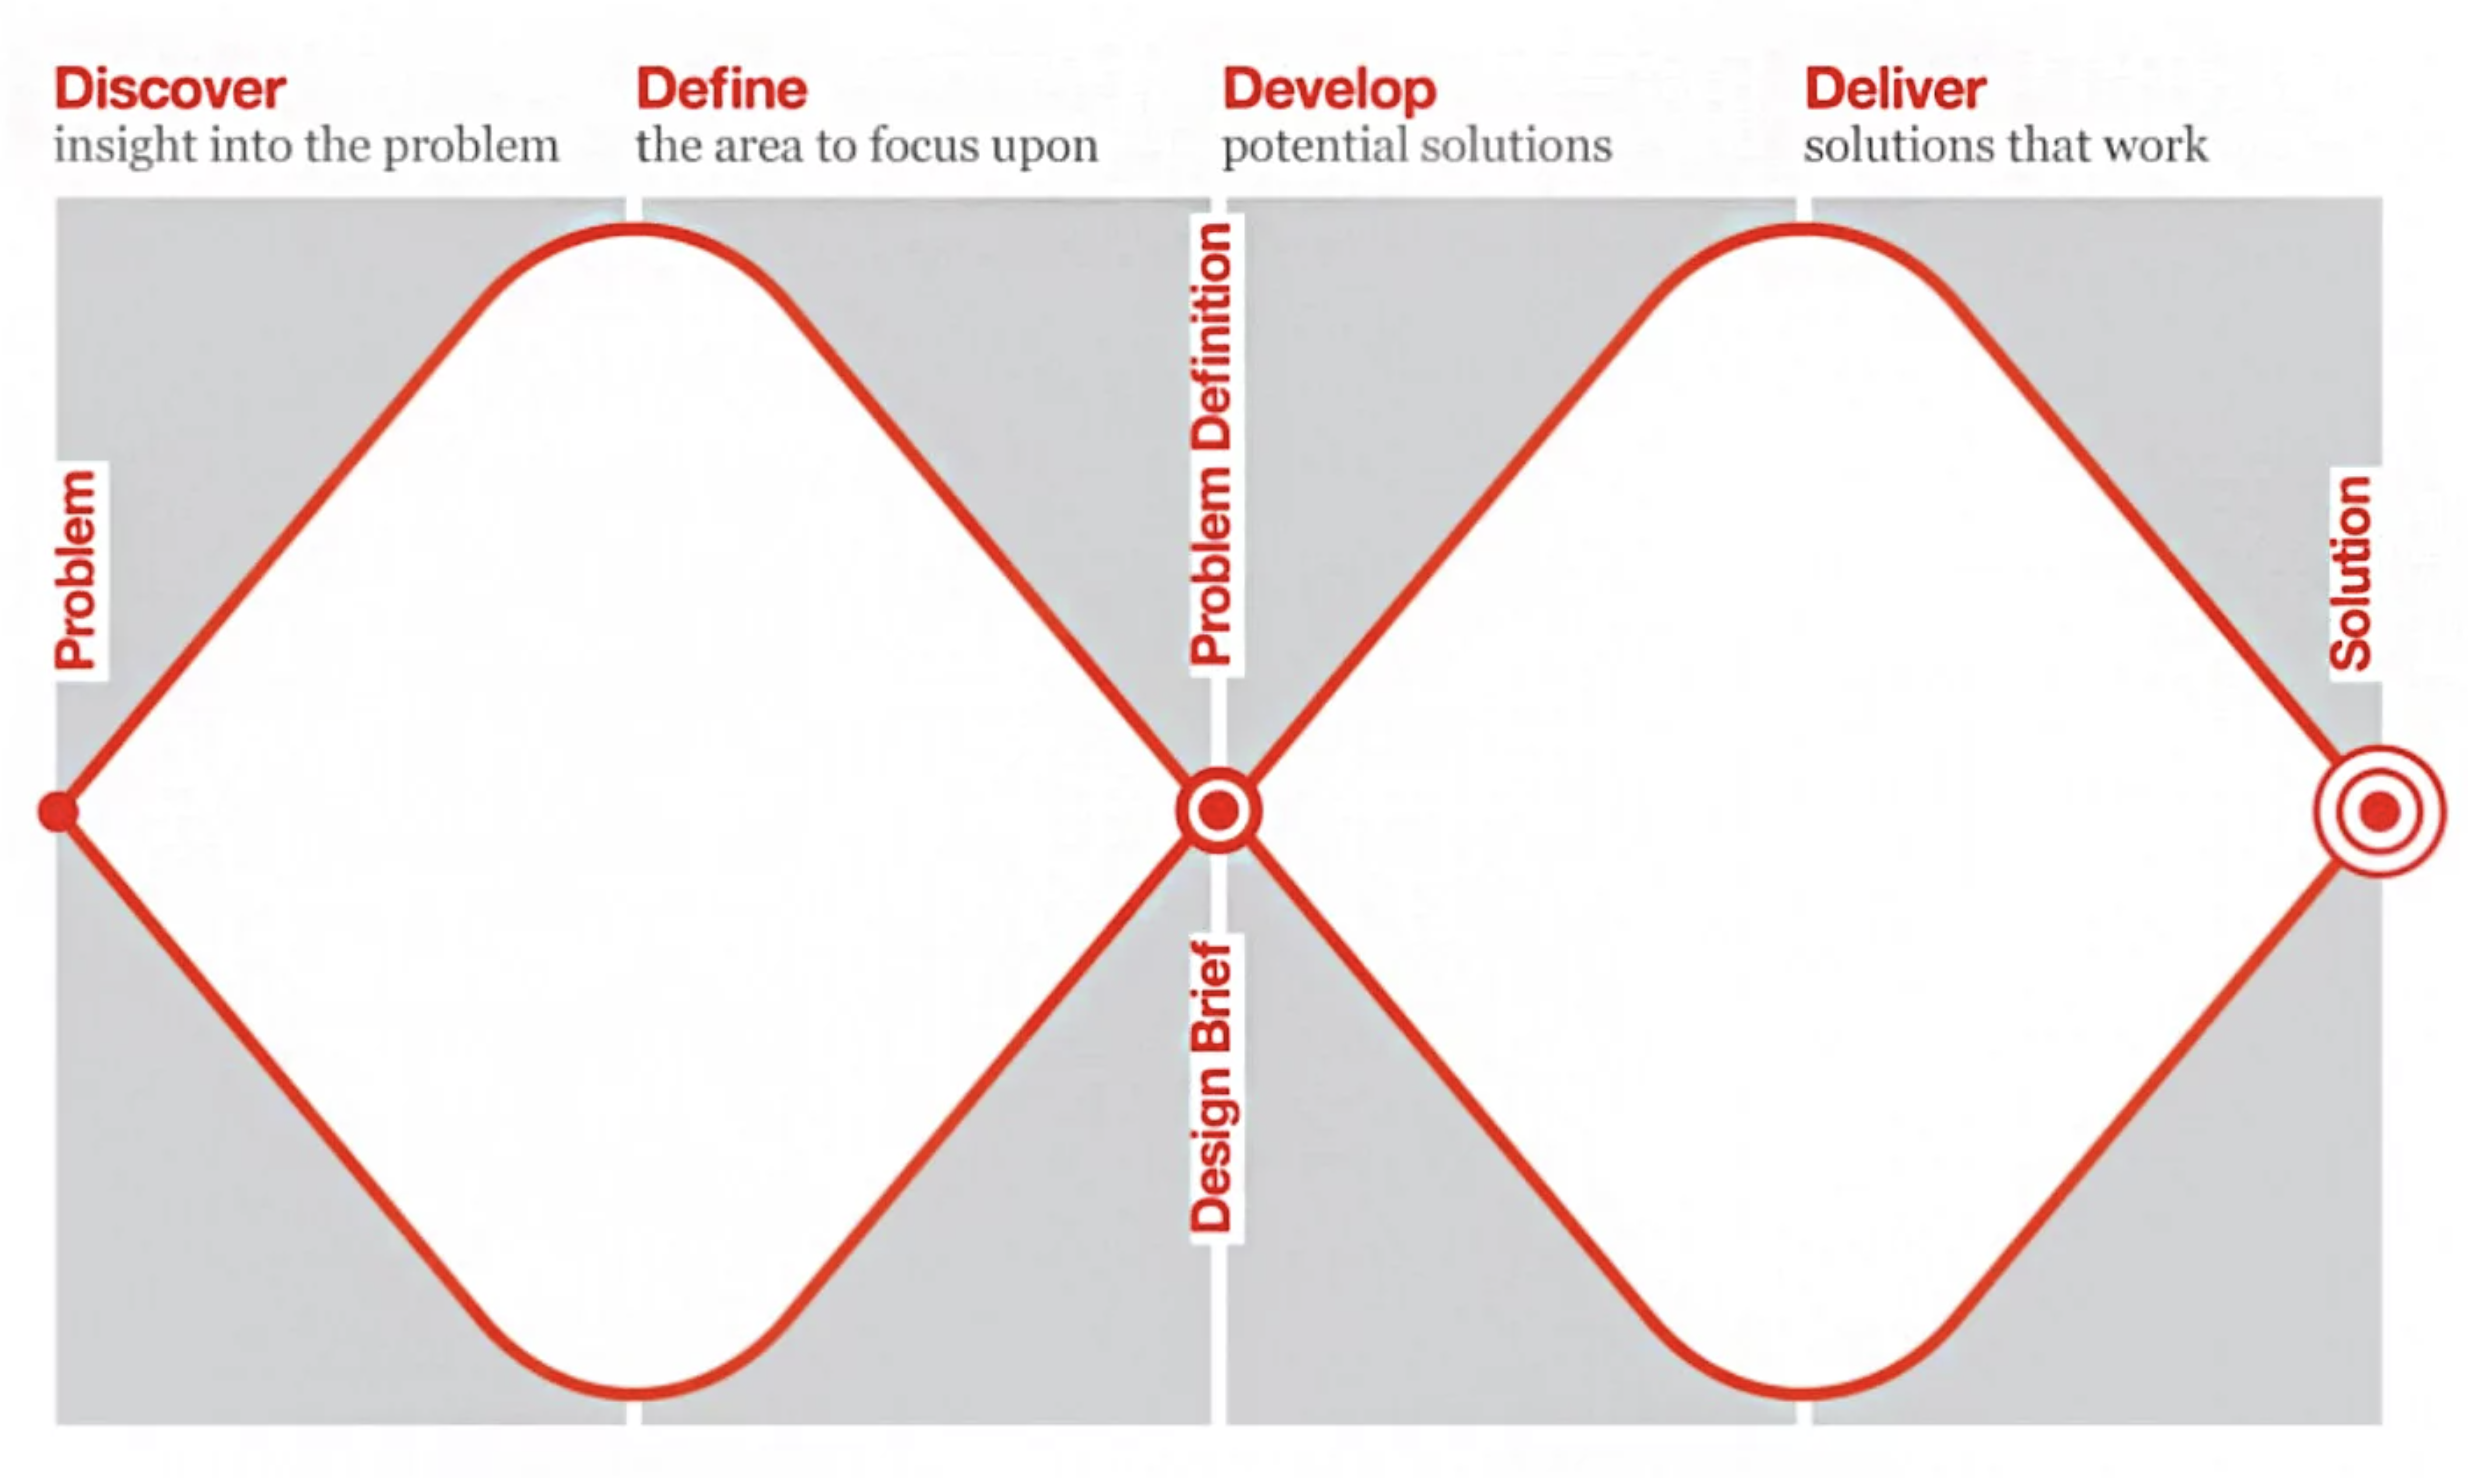 Discover
insight into the problem
Define
the area to focus upon
Develop
potential solutions
Deliver
solutions that work
Problem
Problem Definition
Design Brief
Solution